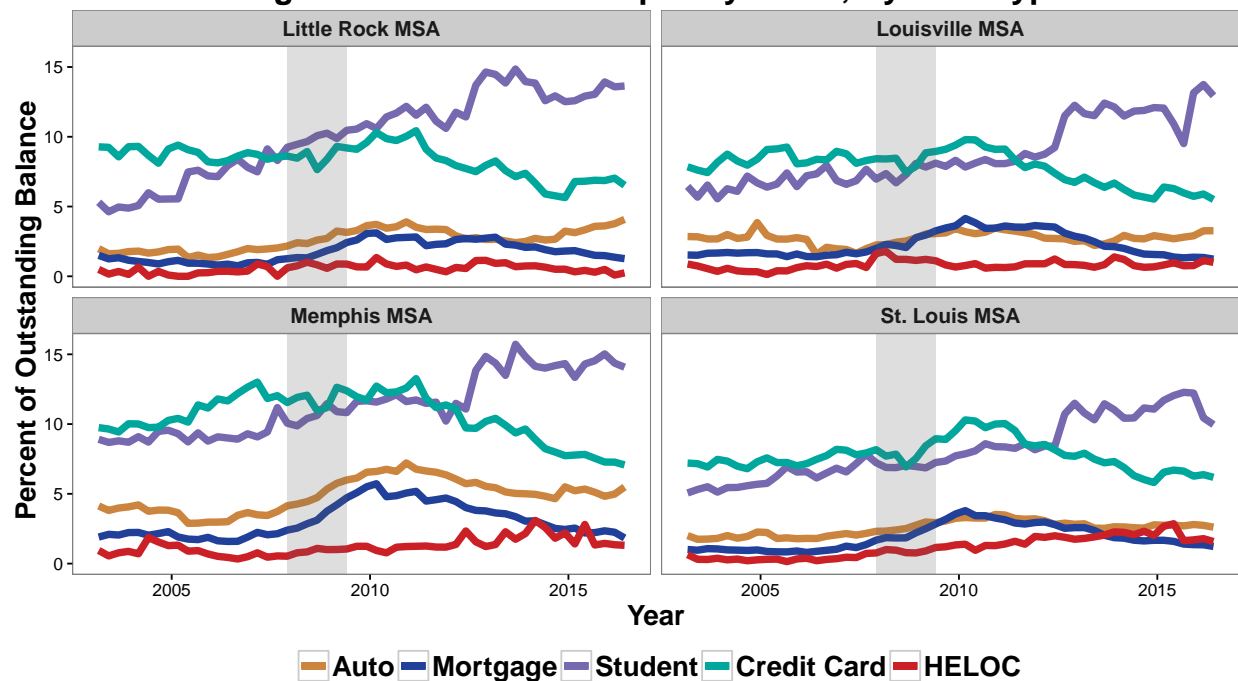 Little Rock MSA
Louisville MSA
15
10
5
0
Memphis MSA
St. Louis MSA
15
10
5
0
2005
2010
2015
2005
2010
2015
Percent of Outstanding Balance
Year
Auto Mortgage Student Credit Card HELOC